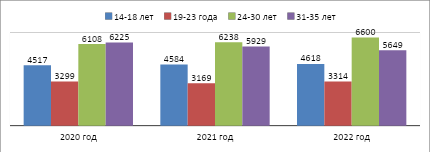 14-18 лет 19-23 года 24-30 лет 31-35 лет
4517 3299 6108 6225 4584 3169 6238 5929 4618 3314 6600 5649
2020 год 2021 год 2022 год